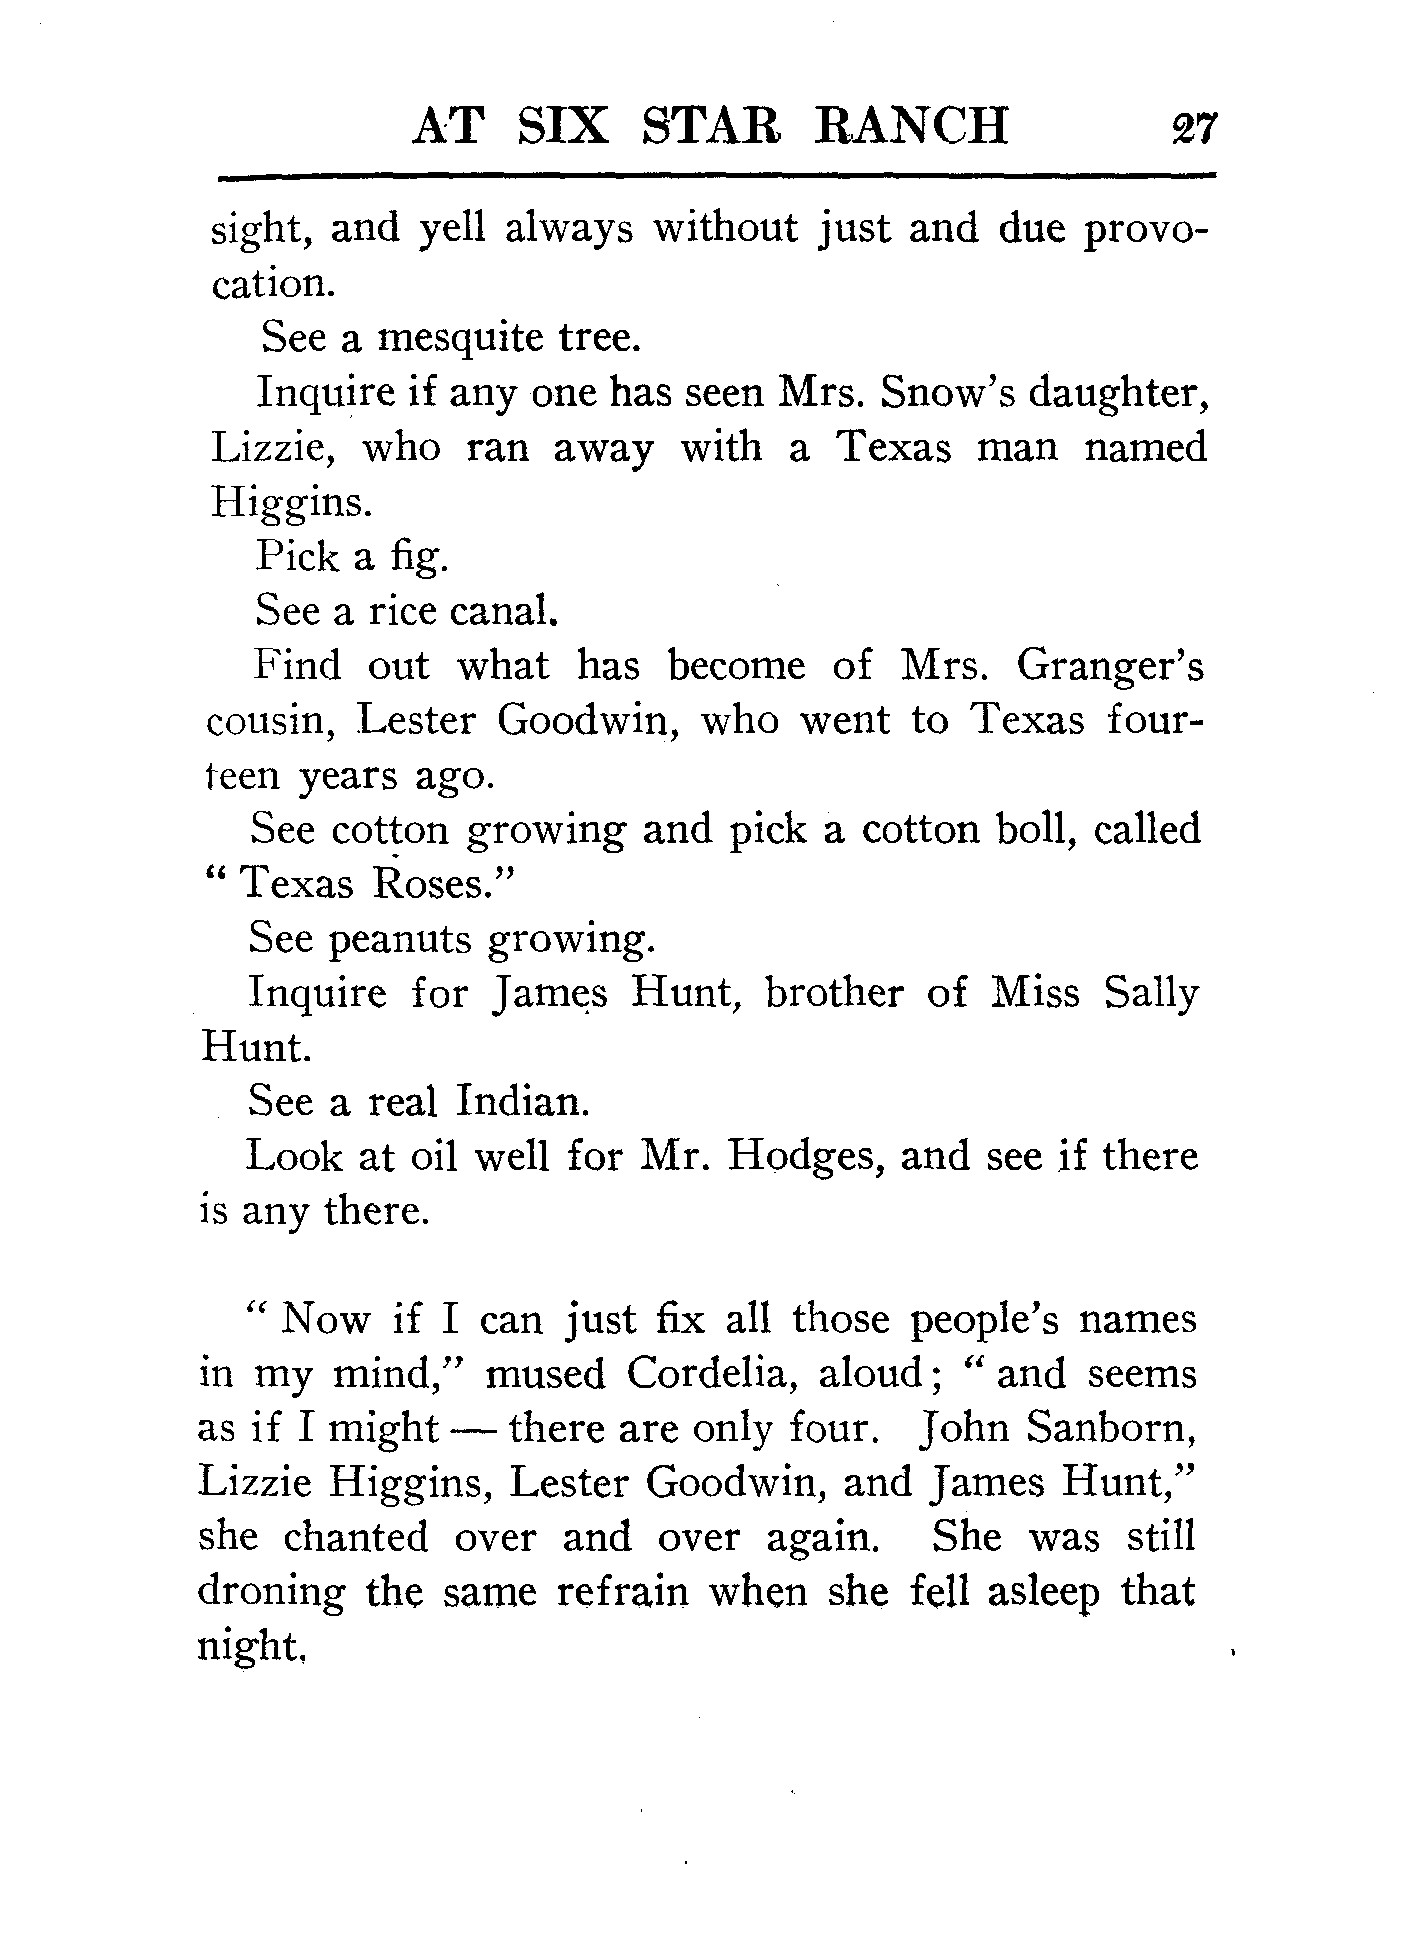 AT SIX STAR RANCH 27
sight, and yell always without just and due provo-
cation.
See a mesquite tree.
Inquire if any one has seen Mrs. Snow's daughter,
Lizzie, who ran away with a Texas man named
Higgins.
Pick a fig.
See a rice canal.
Find out what has become of Mrs. Granger's
cousin, Lester Goodwin, who went to Texas four-
teen years ago.
See cotton growing and pick a cotton boll, called
" Texas Roses."
See peanuts growing.
Inquire for James Hunt, brother of Miss Sally
Hunt.
See a real Indian.
Look at oil well for Mr. Hodges, and see if there
is any there.
" Now if I can just fix all those people's names
in my mind," mused Cordelia, aloud; " and seems
as if I might — there are only four. John Sanborn,
Lizzie Higgins, Lester Goodwin, and James Hunt,"
she chanted over and over again. She was still
droning the same refrain when she fell asleep that
night.